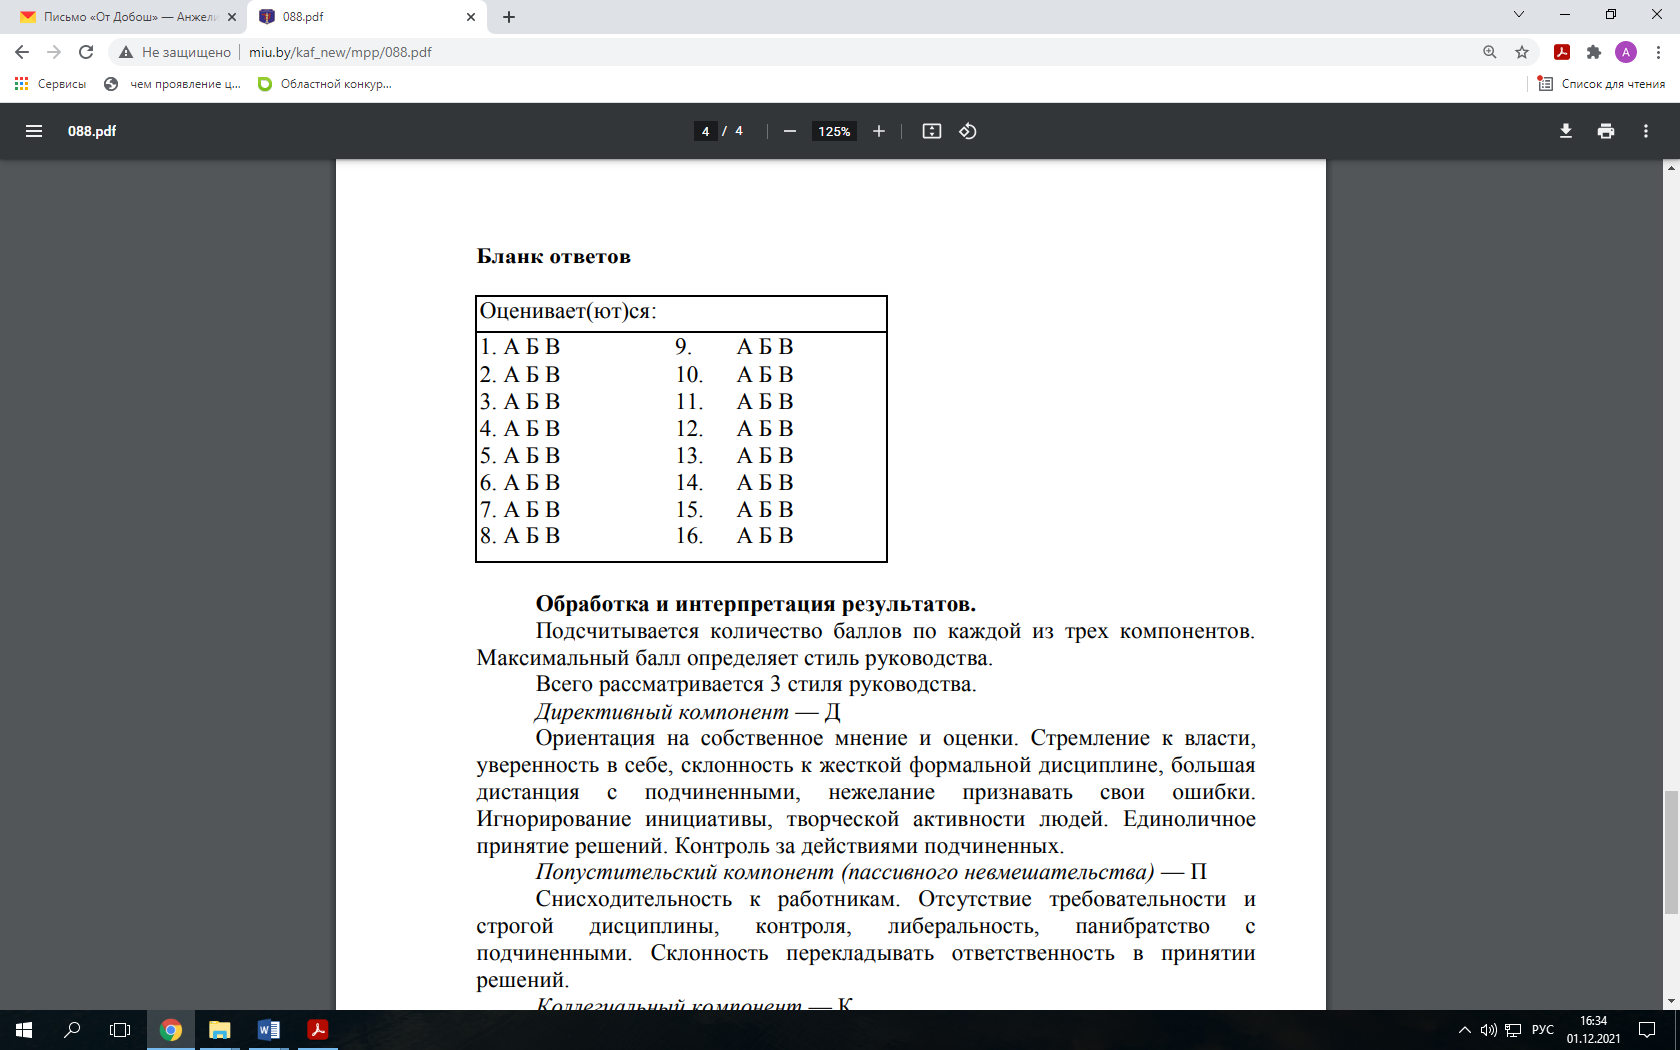 Письмо «От Добош» — Анжели
088.pdf
Не защищено
miu.by/kaf_new/mpp/088.pdf
A
Сервисы
чем проявление ц...
Областной конкур...
Список для чтения
088.pdf
4 / 4
125%
Бланк ответов
Оценивает(ют)ся:
1. А Б В 9. А Б В
2. А Б В 10. А Б В
3. А Б В 11. А Б В
4. А Б В 12. А Б В
5. А Б В 13. А Б В
6. А Б В 14. А Б В
7. А Б В 15. А Б В
8. А Б В 16. А Б В
Обработка и интерпретация результатов.
Подсчитывается количество баллов по каждой из трех компонентов.
Максимальный балл определяет стиль руководства.
Всего рассматривается 3 стиля руководства.
Директивный компонент — Д
Ориентация на собственное мнение и оценки. Стремление к власти,
уверенность в себе, склонность к жесткой формальной дисциплине, большая
дистанция с подчиненными, нежелание признавать свои ошибки.
Игнорирование инициативы, творческой активности людей. Единоличное
принятие решений. Контроль за действиями подчиненных.
Попустительский компонент (пассивного невмешательства) — П
Снисходительность к работникам. Отсутствие требовательности и
строгой дисциплины, контроля, либеральность, панибратство с
подчиненными. Склонность перекладывать ответственность в принятии
решений.
Коллегиальный компонент — К
РУС
16:34
01.12.2021